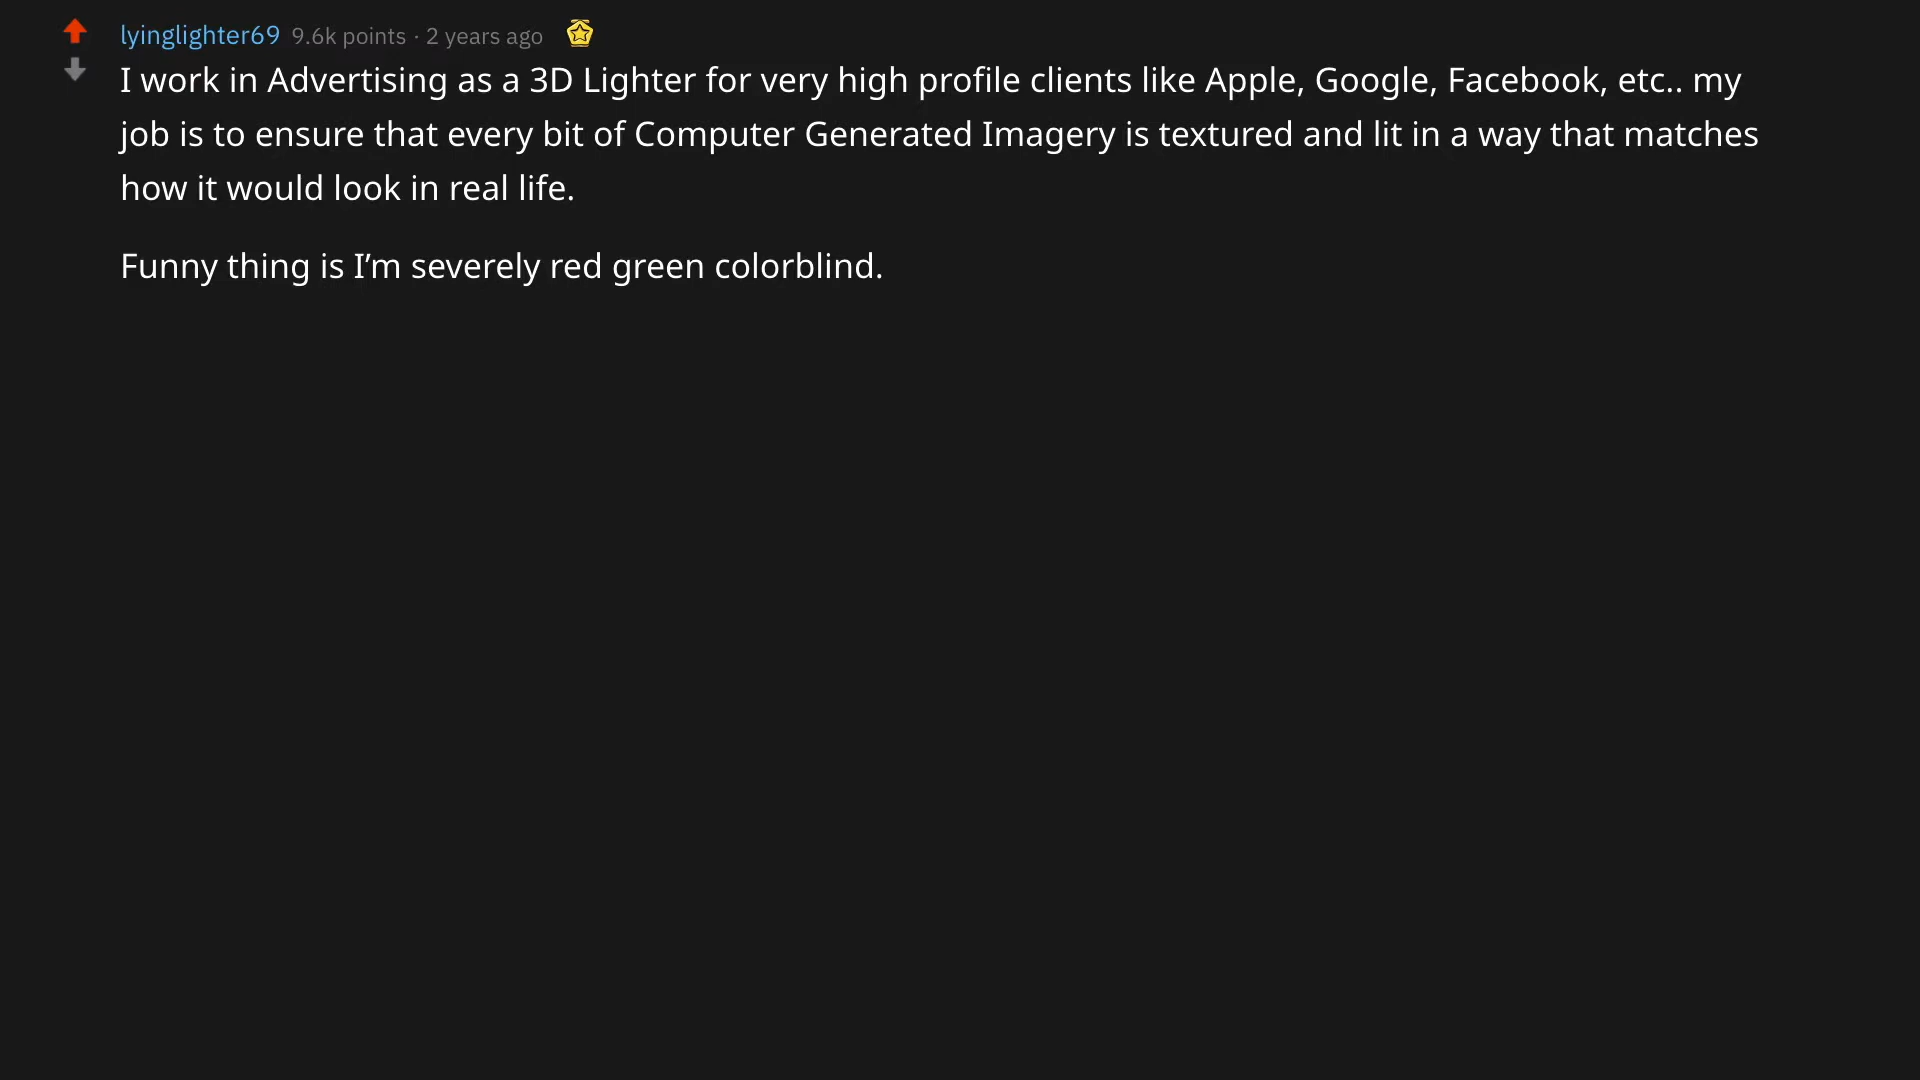 lyinglighter69 9.6k points · 2 years ago
I work in Advertising as a 3D Lighter for very high profile clients like Apple, Google, Facebook, etc.. my
job is to ensure that every bit of Computer Generated Imagery is textured and lit in a way that matches
how it would look in real life.
Funny thing is I’m severely red green colorblind.